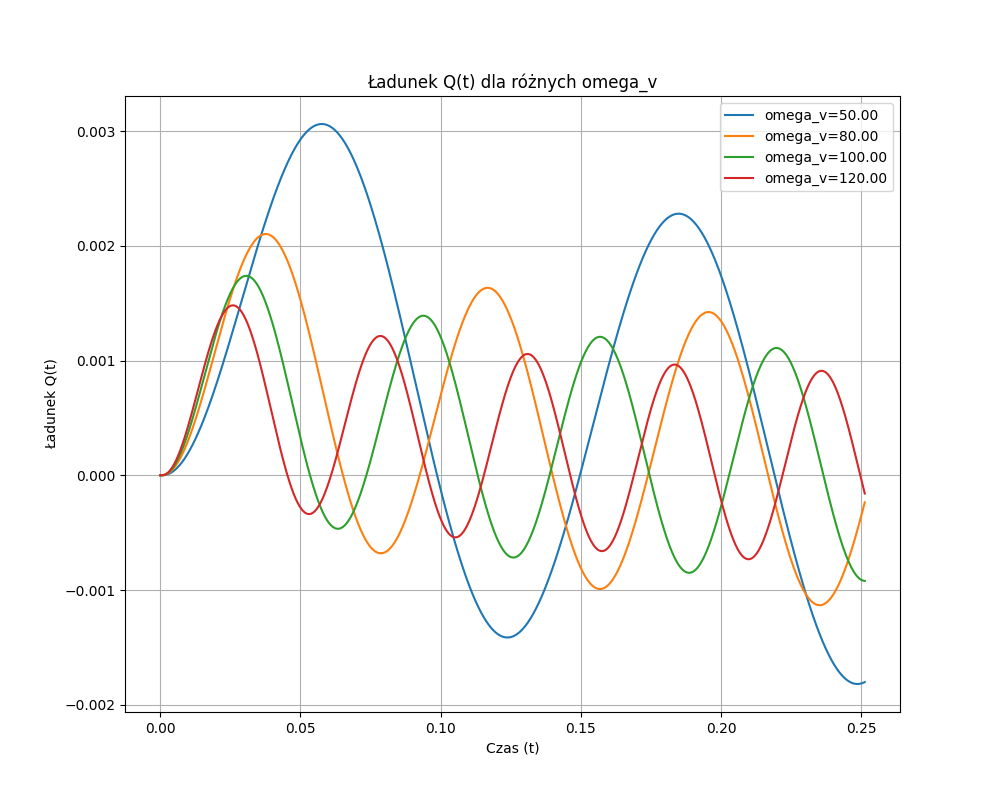 Ładunek Q(t) dla różnych omega_v
omega_v=50.00
omega_v=80.00
omega_v=100.00
omega_v=120.00
Ładunek Q(t)
0.003
0.002
0.001
0.000
−0.001
−0.002
0.00 0.05 0.10 0.15 0.20 0.25
Czas (t)